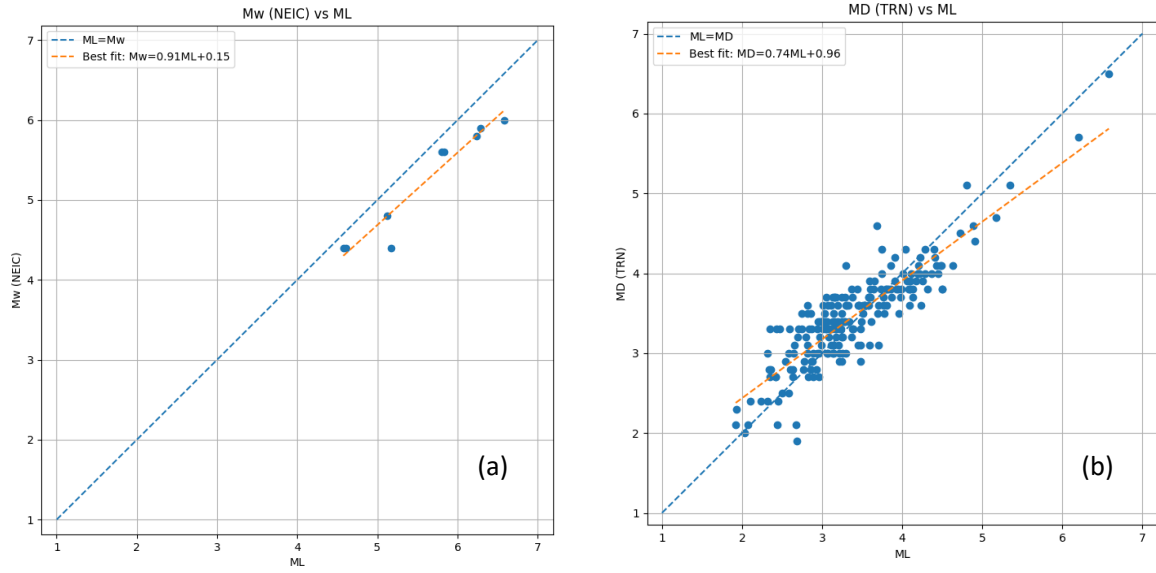 Mw (NEIC) vs ML
ML=Mw
Best fit: Mw=0.91ML+0.15
Mw (NEIC)
7
6
5
4
3
2
1
1 2 3 4 5 6 7
ML
(a)
MD (TRN) vs ML
ML=MD
Best fit: MD=0.74ML+0.96
MD (TRN)
7
6
5
4
3
2
1
1 2 3 4 5 6 7
ML
(b)